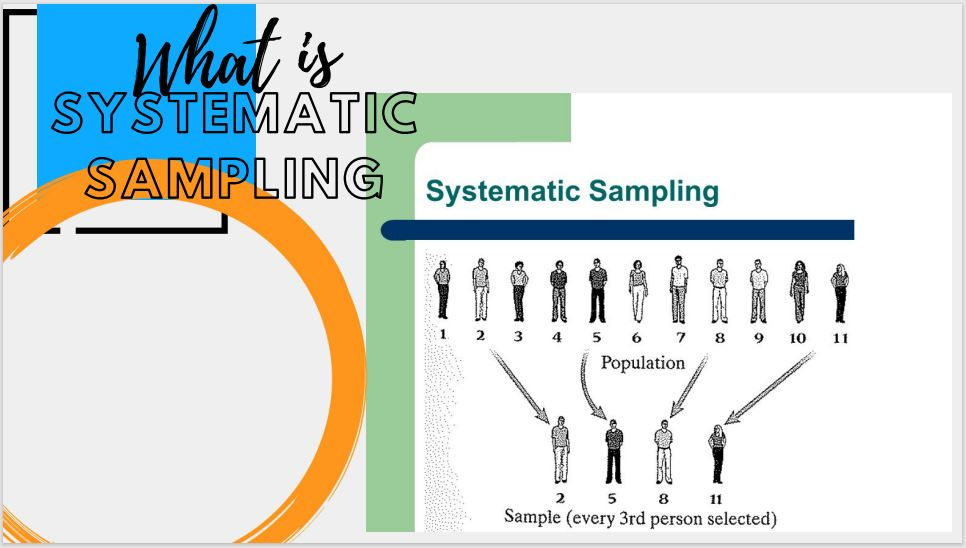 What is
SYSTEMATIC
SAMPLING
Systematic Sampling
1 2 3 4 5 6 7 8 9 10 11
Population
2 5 8 11
Sample (every 3rd person selected)